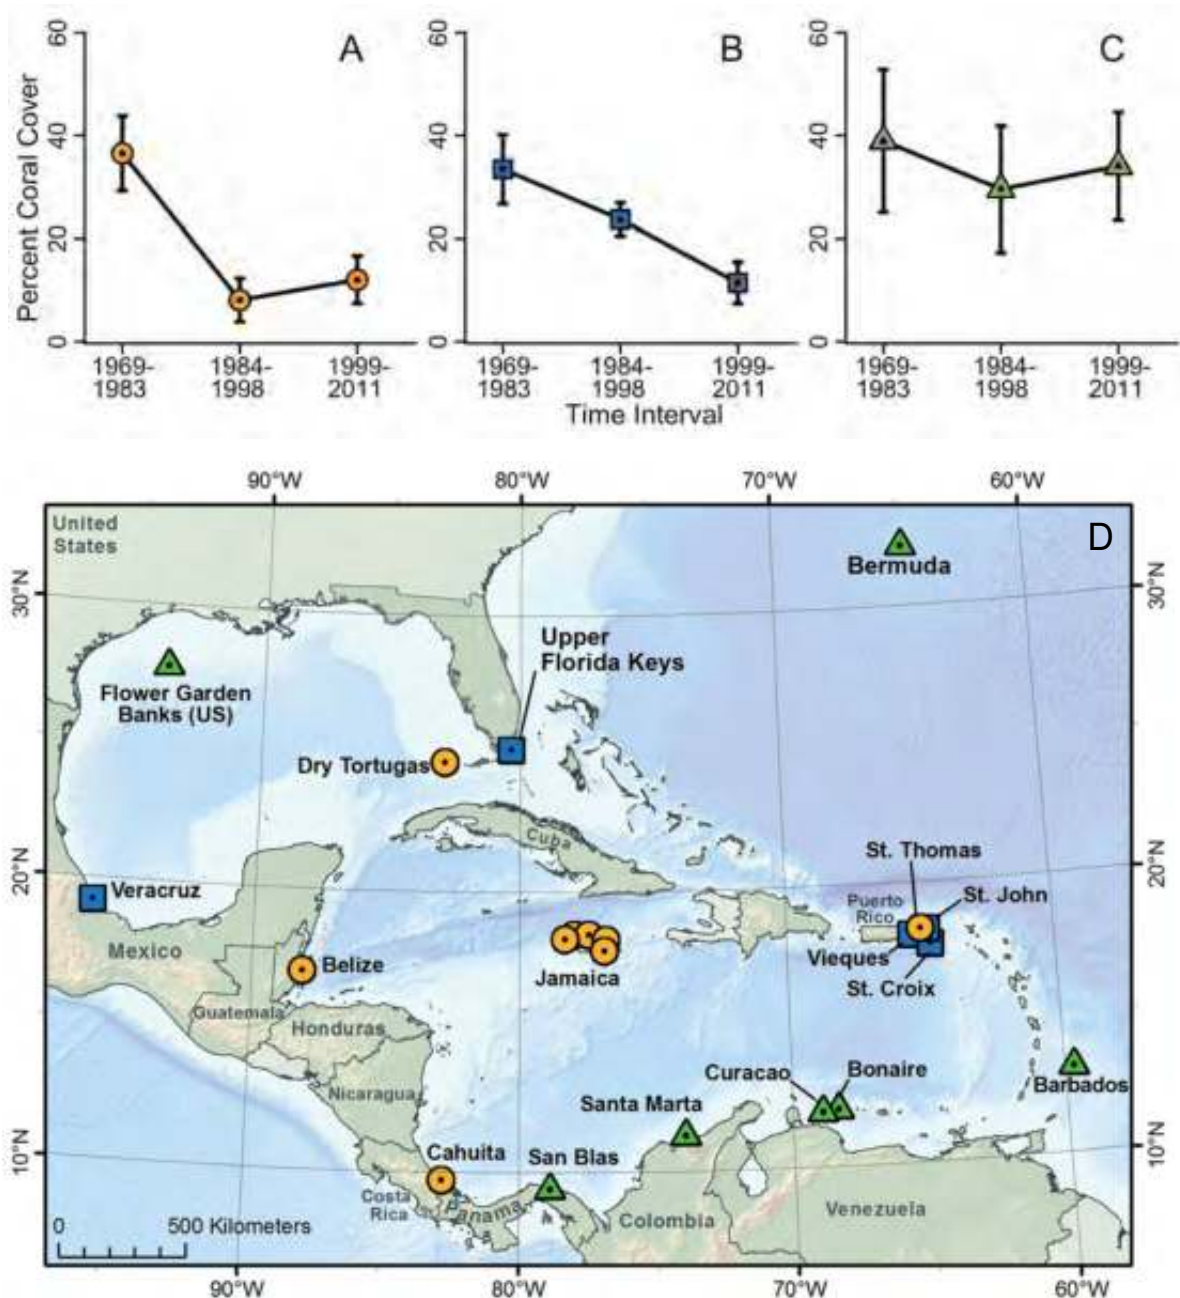 A
B
C
Percent Coral Cover
60
40
20
0
60
40
20
0
60
40
20
0
1969-
1983
1984-
1998
1999-
2011
1969-
1983
1984-
1998
1999-
2011
1969-
1983
1984-
1998
1999-
2011
Time Interval
90°W
80°W
70°W
60°W
United
States
D
Bermuda
30°N
30°N
Upper
Florida Keys
Flower Garden
Banks (US)
Dry Tortugas
Cuba
20°N
20°N
St. Thomas
St. John
Veracruz
Puerto
Rico
Mexico
Vieques
Belize
Jamaica
St. Croix
Guatemala
Honduras
Curacao
Bonaire
Barbados
Nicaragua
Santa Marta
10°N
10°N
Cahuita
San Blas
Costa
Rica
Panama
Colombia
Venezuela
0
500 Kilometers
90°W
80°W
70°W
60°W